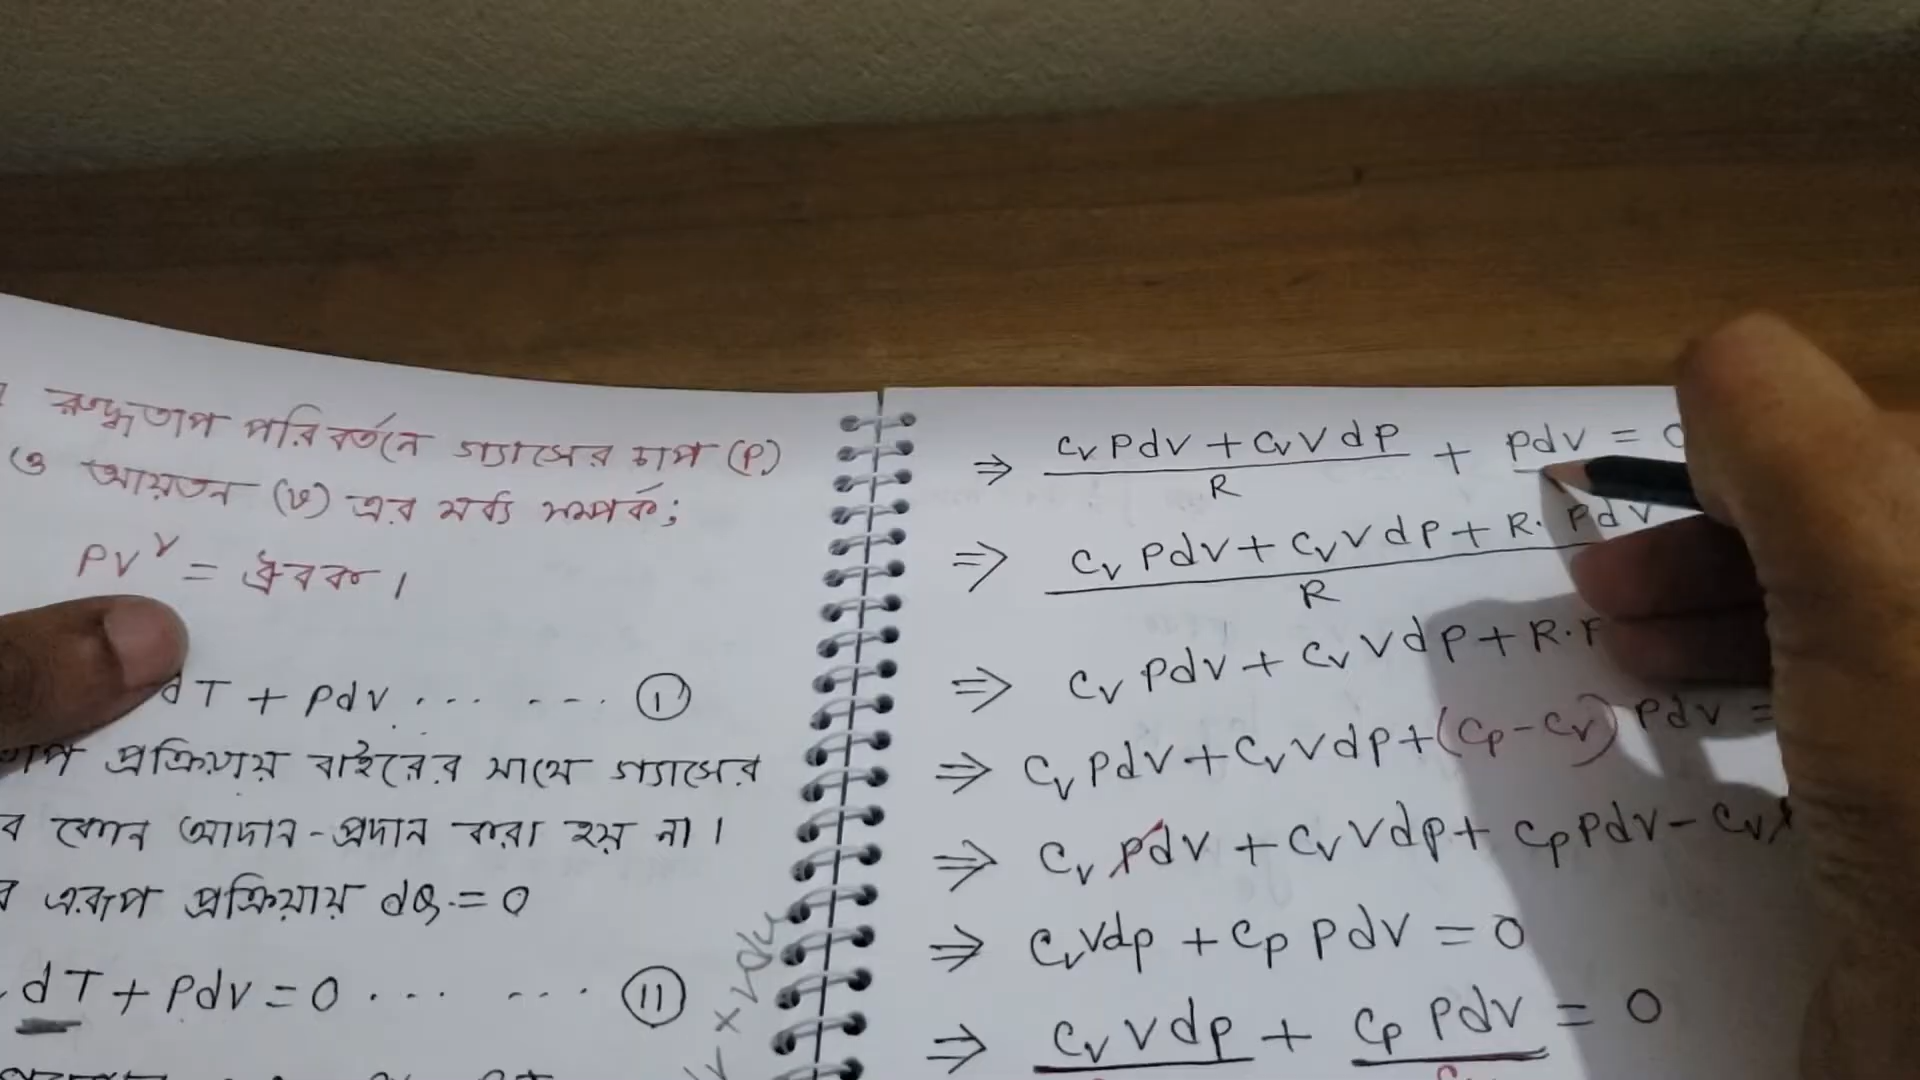 রুদ্ধতাপ পরিবর্তনে গ্যাসের চাপ (P)
ও আয়তন (v) এর মধ্য সম্পর্ক;
PV^γ = ধ্রুবক।
dT + Pdv ... ... (I)
প্রক্রিয়ায় বাইরের সাথে গ্যাসের
কোন আদান-প্রদান করা হয় না।
এরূপ প্রক্রিয়ায় dQ = 0
dT + Pdv = 0 ... ... (II)
⇒ (CvPdv + CvVdp)/R + Pdv = 0
⇒ (CvPdv + CvVdp + R.Pdv)/R
⇒ CvPdv + CvVdp + R.
⇒ CvPdv + CvVdp + (Cp - Cv) Pdv =
⇒ CvPdv + CvVdp + CpPdv - Cv
⇒ CvVdp + CpPdv = 0
⇒ CvVdp + CpPdv = 0